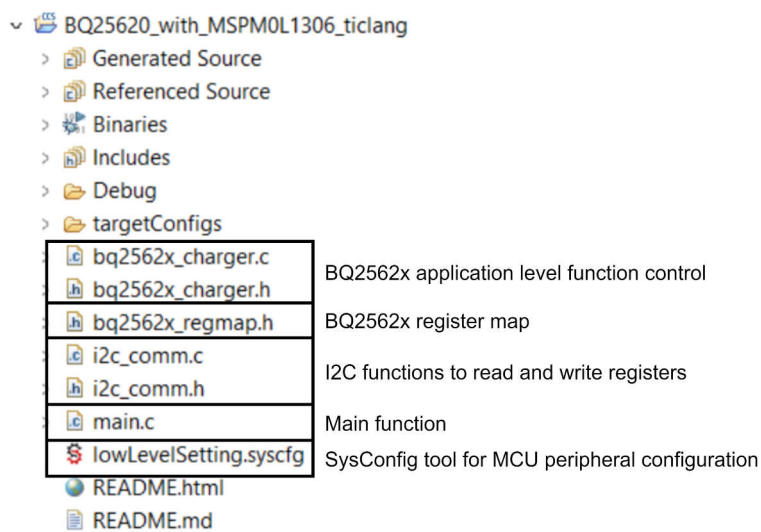 BQ25620_with_MSPM0L1306_ticlang
Generated Source
Referenced Source
Binaries
Includes
Debug
targetConfigs
bq2562x_charger.c
bq2562x_charger.h
BQ2562x application level function control
bq2562x_regmap.h
BQ2562x register map
i2c_comm.c
i2c_comm.h
I2C functions to read and write registers
main.c
Main function
lowLevelSetting.syscfg
SysConfig tool for MCU peripheral configuration
README.html
README.md